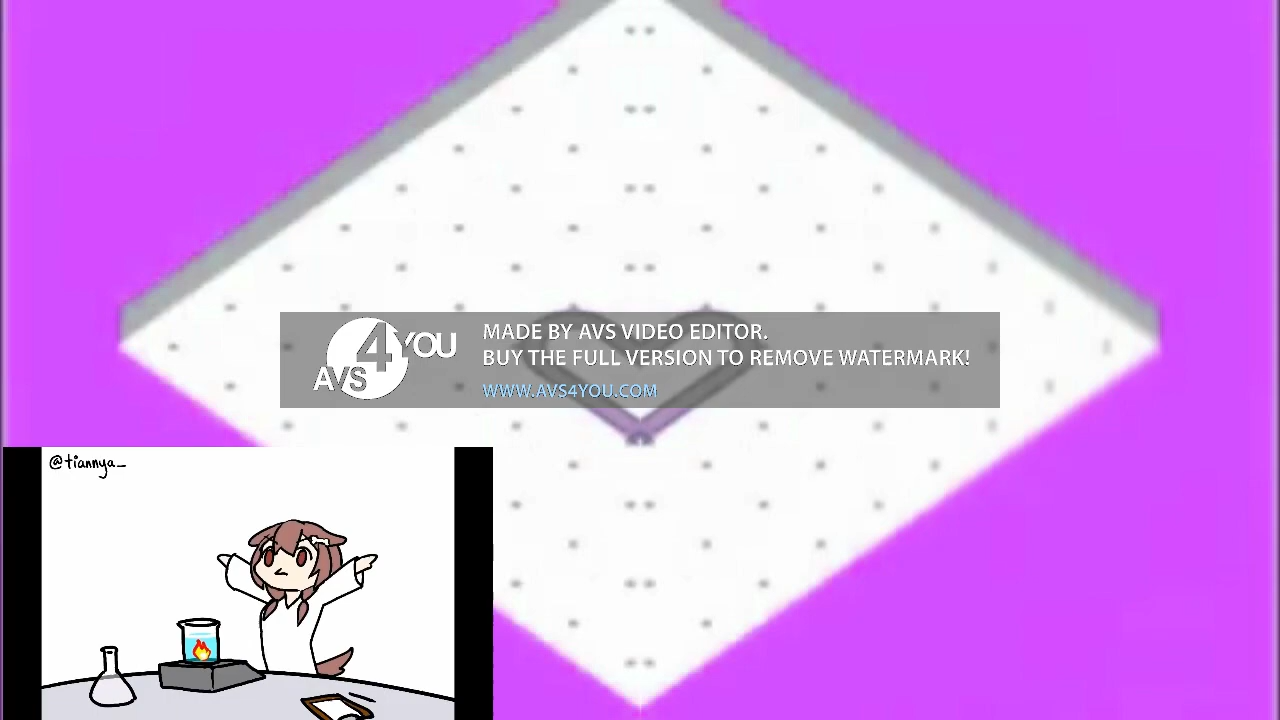 AVS4YOU
MADE BY AVS VIDEO EDITOR.
BUY THE FULL VERSION TO REMOVE WATERMARK!
WWW.AVS4YOU.COM
@tiannya_